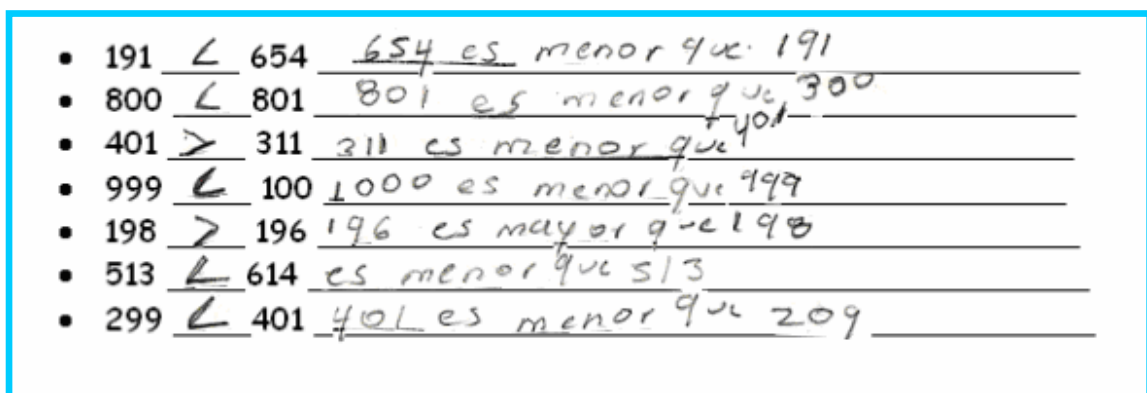 • 191 < 654 654 es menor que 191
• 800 < 801 801 es menor que 300
• 401 > 311 311 es menor que 401
• 999 < 100 1000 es menor que 999
• 198 > 196 196 es mayor que 198
• 513 < 614 es menor que 513
• 299 < 401 401 es menor que 209